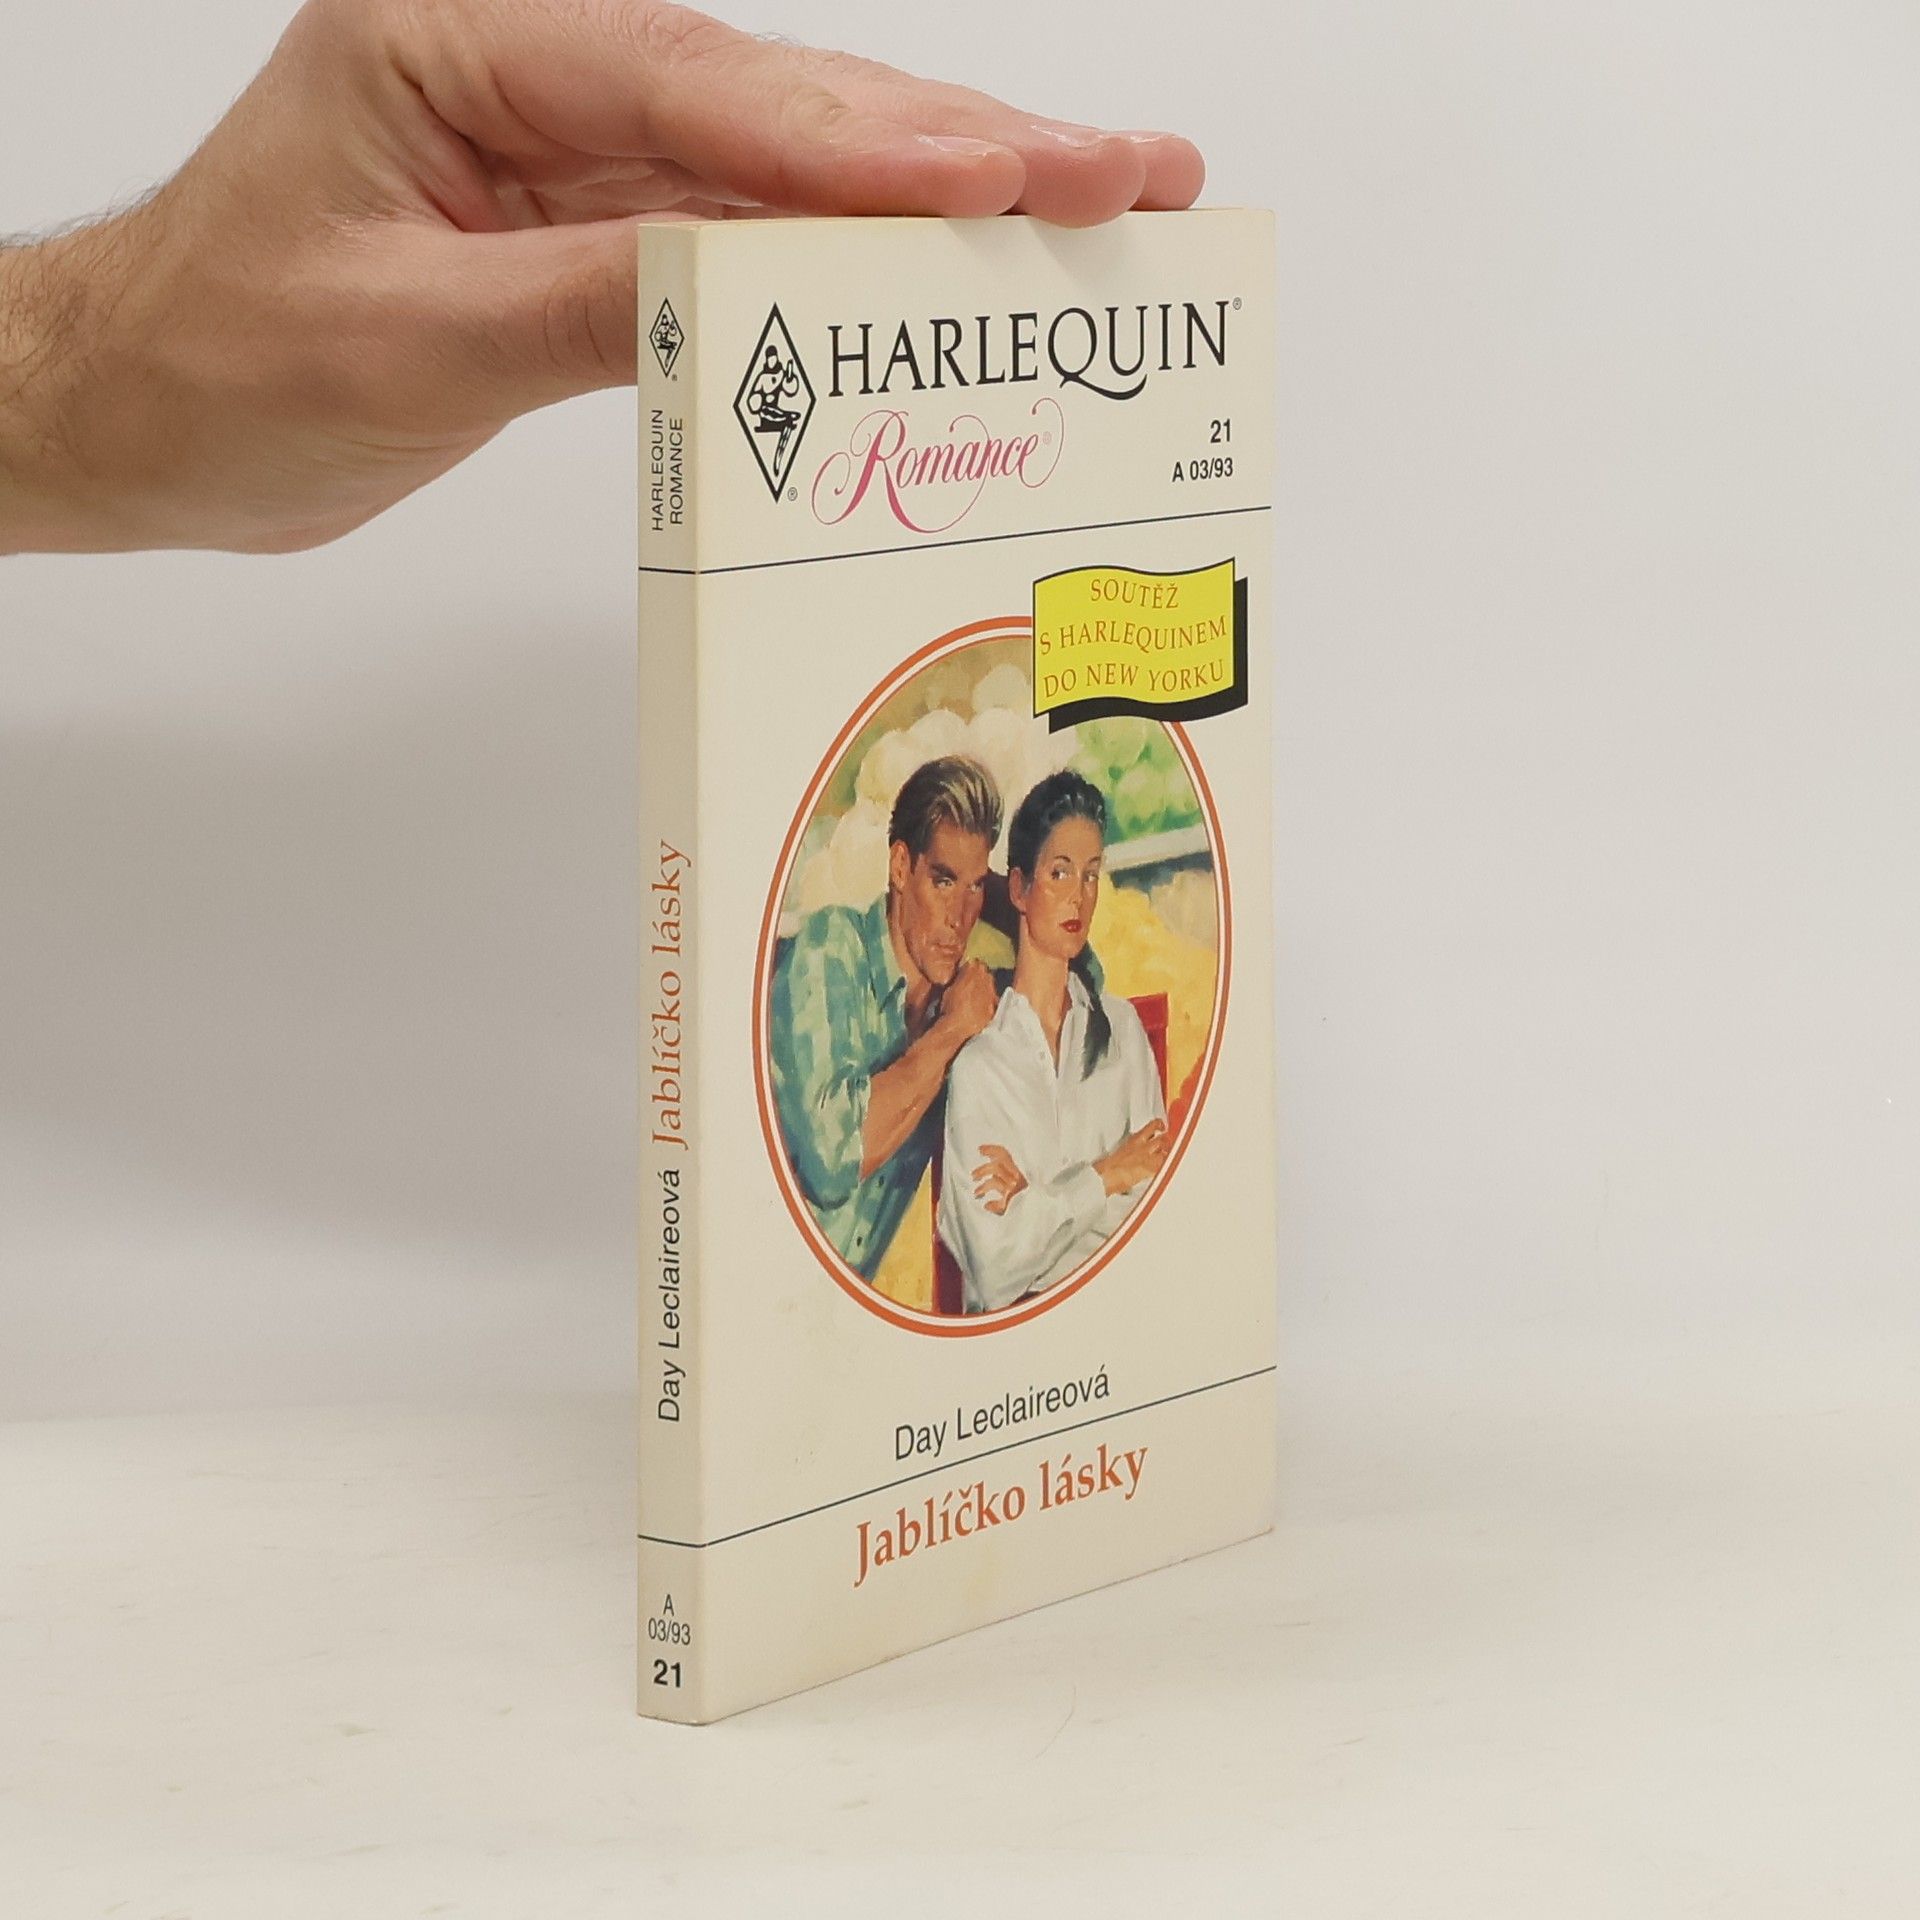 HARLEQUIN®
Romance®
21
A 03/93
®
SOUTĚŽ
S HARLEQUINEM
DO NEW YORKU
Day Leclaireová
Jablíčko lásky
®
HARLEQUIN
ROMANCE
Day Leclaireová Jablíčko lásky
A
03/93
21